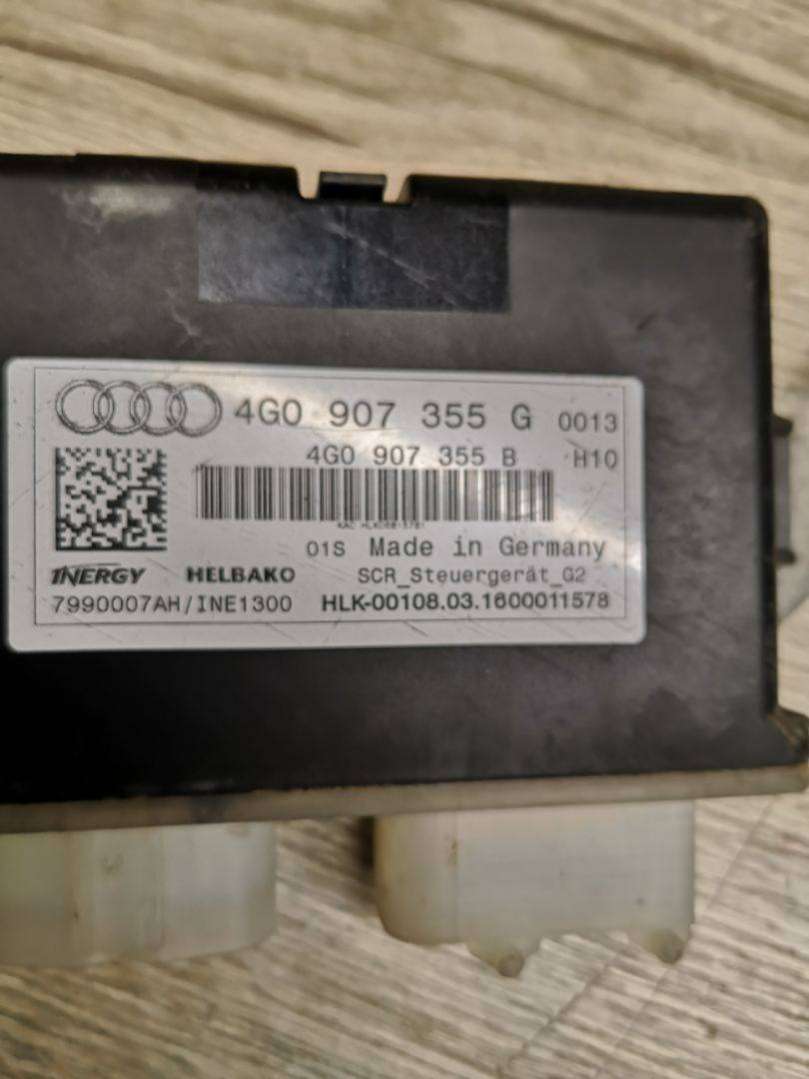 4G0 907 355 G 0013
4G0 907 355 B H10
01S Made in Germany
INERGY HELBAKO SCR_Steuergerät_G2
7990007AH/INE1300 HLK-00108.03.1600011578